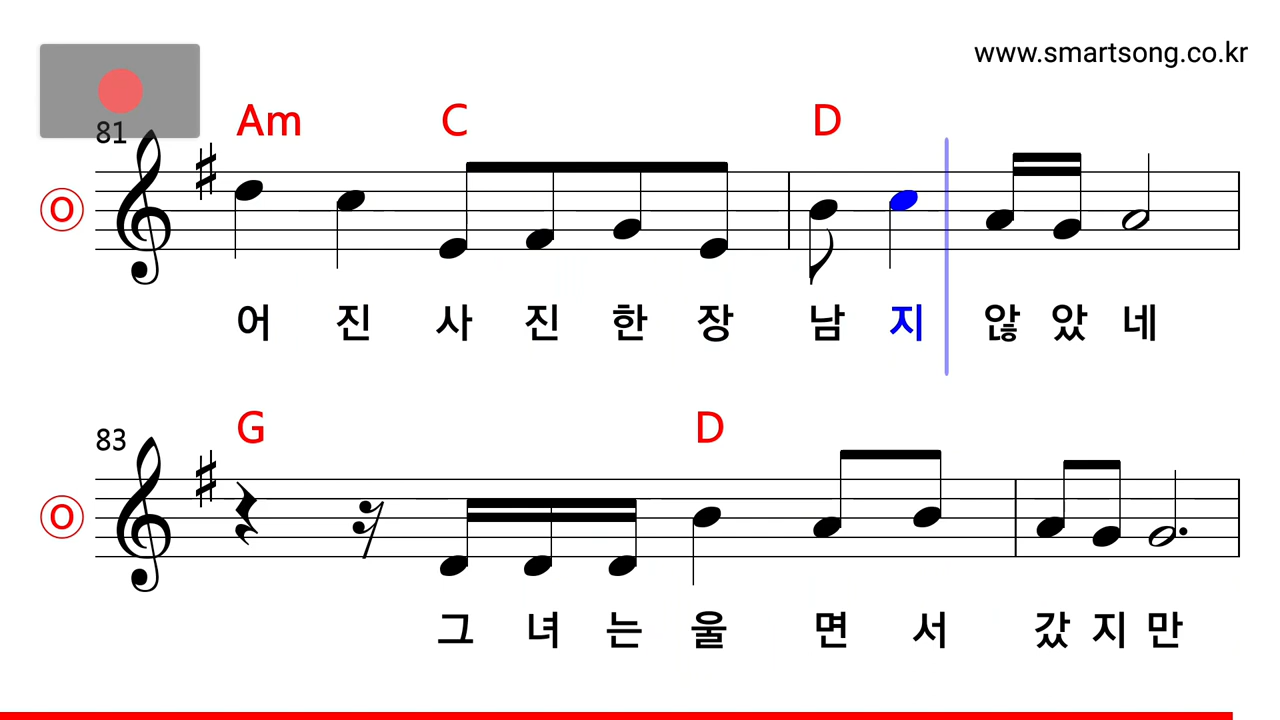 www.smartsong.co.kr
81
Am C D
O
어 진 사 진 한 장 남 지 않 았 네
83
G D
O
그 녀 는 울 면 서 갔 지 만